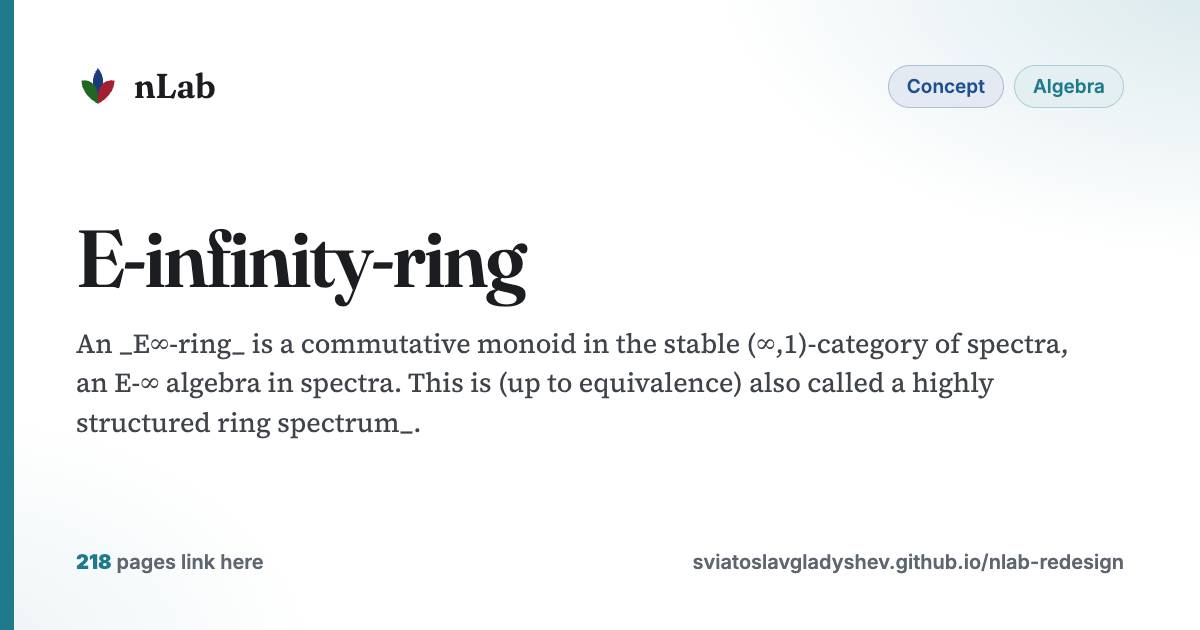 nLab
Concept
Algebra
E-infinity-ring
An _E∞-ring_ is a commutative monoid in the stable (∞,1)-category of spectra,
an E-∞ algebra in spectra. This is (up to equivalence) also called a highly
structured ring spectrum_.
218 pages link here
sviatoslavgladyshev.github.io/nlab-redesign